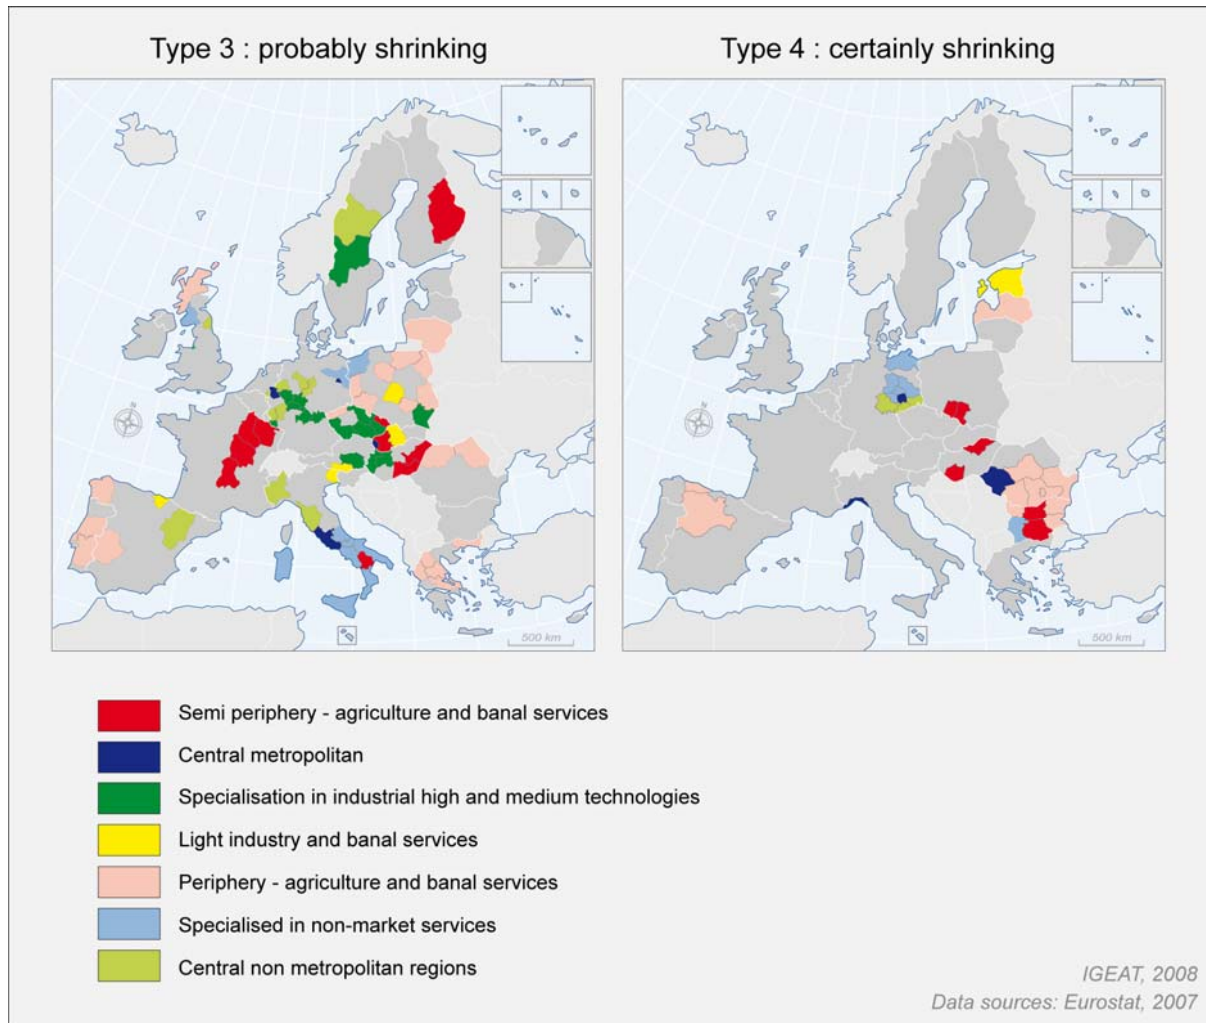 Type 3 : probably shrinking
Type 4 : certainly shrinking
N
500 km
N
500 km
Semi periphery - agriculture and banal services
Central metropolitan
Specialisation in industrial high and medium technologies
Light industry and banal services
Periphery - agriculture and banal services
Specialised in non-market services
Central non metropolitan regions
IGEAT, 2008
Data sources: Eurostat, 2007